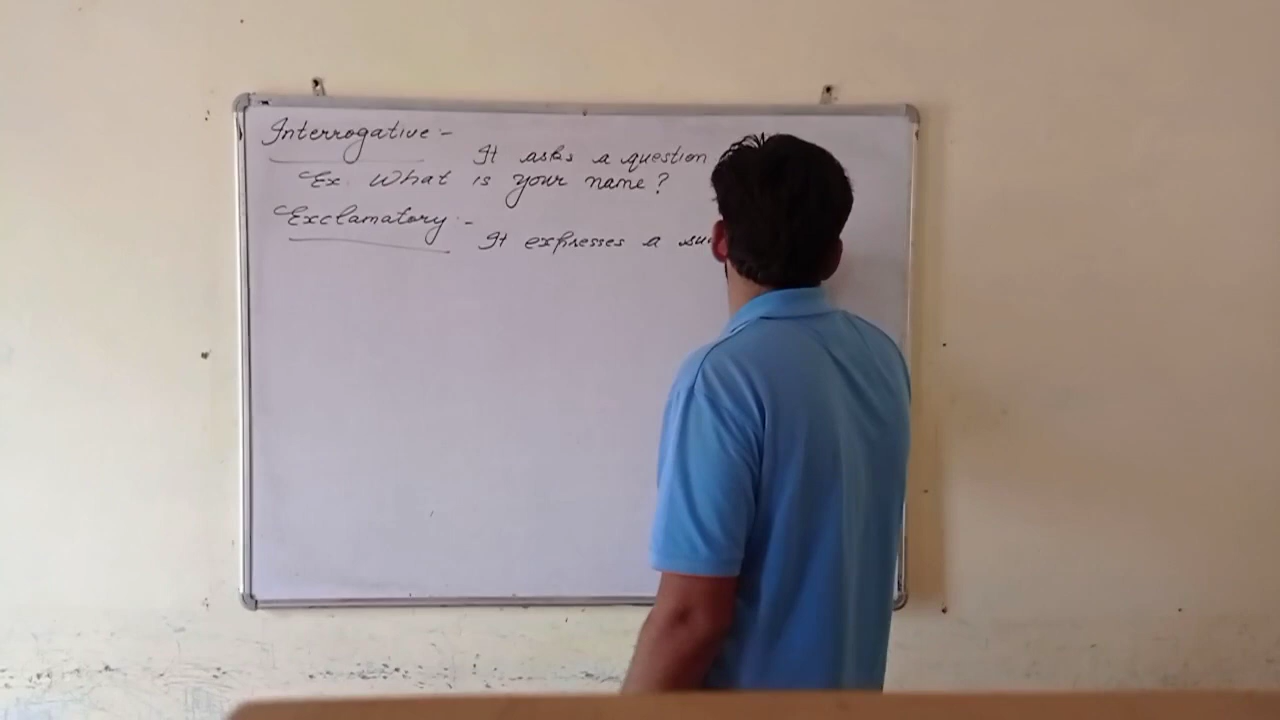 Interrogative :-
It asks a question
Ex. What is your name?
Exclamatory :-
It expresses a